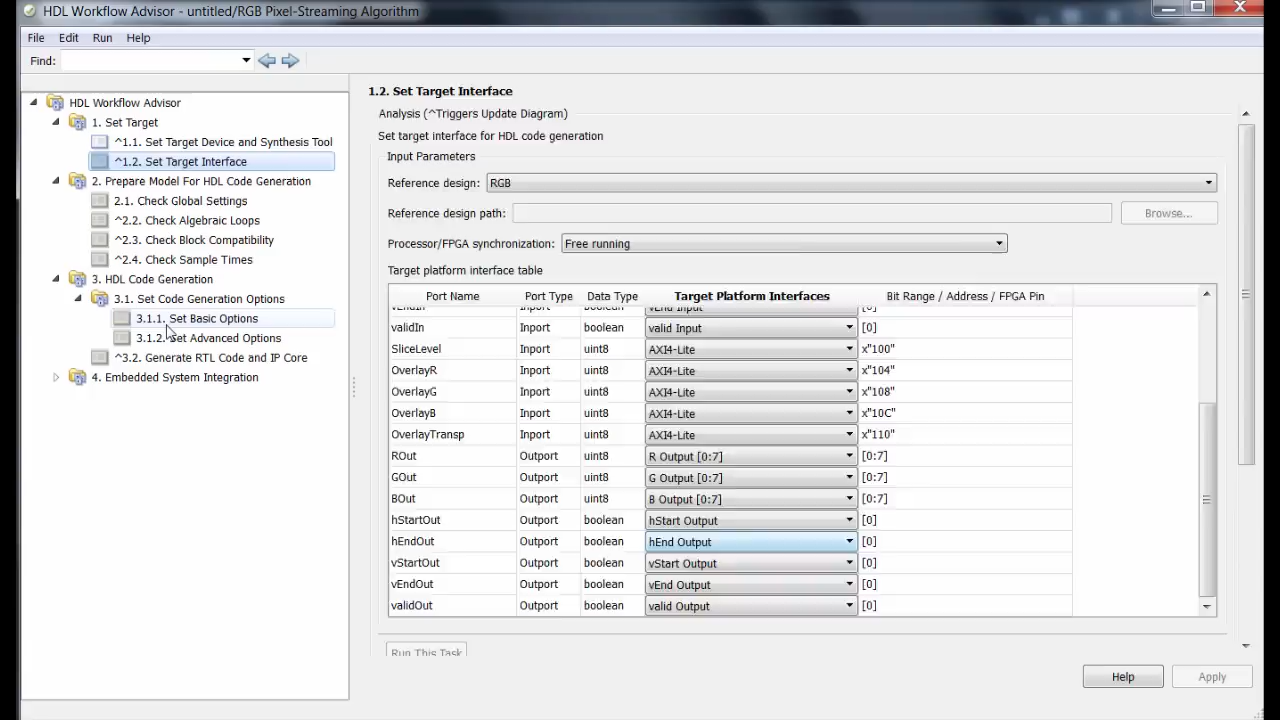 HDL Workflow Advisor - untitled/RGB Pixel-Streaming Algorithm
File Edit Run Help
Find:
HDL Workflow Advisor
1. Set Target
^1.1. Set Target Device and Synthesis Tool
^1.2. Set Target Interface
2. Prepare Model For HDL Code Generation
2.1. Check Global Settings
^2.2. Check Algebraic Loops
^2.3. Check Block Compatibility
^2.4. Check Sample Times
3. HDL Code Generation
3.1. Set Code Generation Options
3.1.1. Set Basic Options
3.1.2. Set Advanced Options
^3.2. Generate RTL Code and IP Core
4. Embedded System Integration
1.2. Set Target Interface
Analysis (^Triggers Update Diagram)
Set target interface for HDL code generation
Input Parameters
Reference design: RGB
Reference design path: Browse...
Processor/FPGA synchronization: Free running
Target platform interface table
Port Name Port Type Data Type Target Platform Interfaces Bit Range / Address / FPGA Pin
vEndIn Inport boolean vEnd Input [0]
validIn Inport boolean valid Input [0]
SliceLevel Inport uint8 AXI4-Lite x"100"
OverlayR Inport uint8 AXI4-Lite x"104"
OverlayG Inport uint8 AXI4-Lite x"108"
OverlayB Inport uint8 AXI4-Lite x"10C"
OverlayTransp Inport uint8 AXI4-Lite x"110"
ROut Outport uint8 R Output [0:7] [0:7]
GOut Outport uint8 G Output [0:7] [0:7]
BOut Outport uint8 B Output [0:7] [0:7]
hStartOut Outport boolean hStart Output [0]
hEndOut Outport boolean hEnd Output [0]
vStartOut Outport boolean vStart Output [0]
vEndOut Outport boolean vEnd Output [0]
validOut Outport boolean valid Output [0]
Run This Task
Help Apply